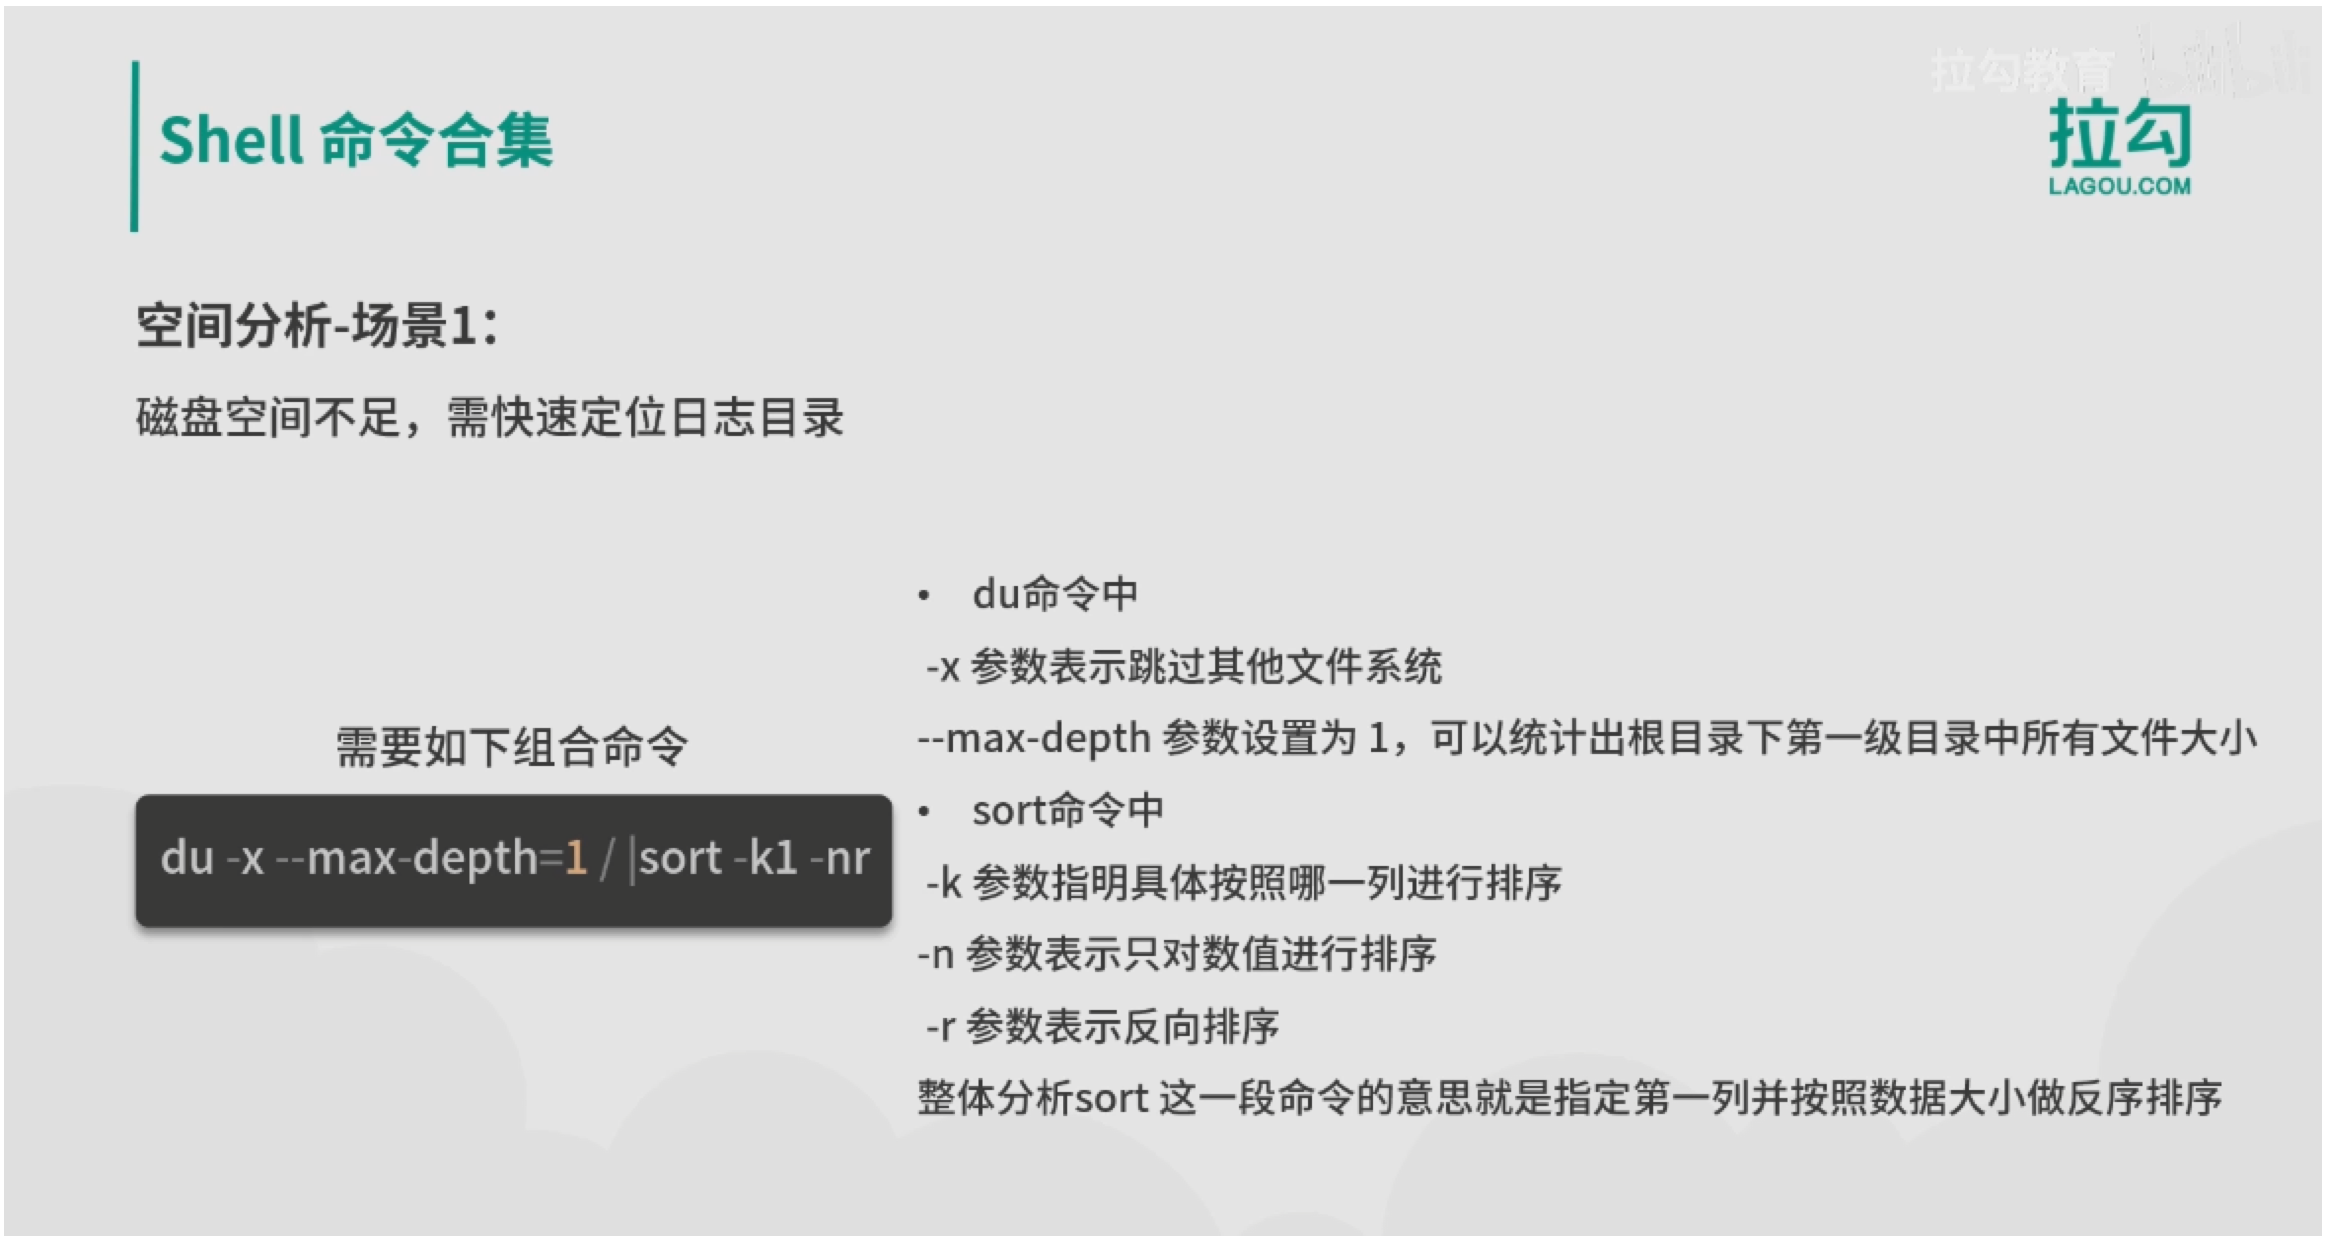 拉勾教育 bilibili
Shell 命令合集
拉勾
LAGOU.COM
空间分析-场景1：
磁盘空间不足，需快速定位日志目录
需要如下组合命令
du -x --max-depth=1 / |sort -k1 -nr
• du命令中
-x 参数表示跳过其他文件系统
--max-depth 参数设置为 1，可以统计出根目录下第一级目录中所有文件大小
• sort命令中
-k 参数指明具体按照哪一列进行排序
-n 参数表示只对数值进行排序
-r 参数表示反向排序
整体分析sort 这一段命令的意思就是指定第一列并按照数据大小做反序排序